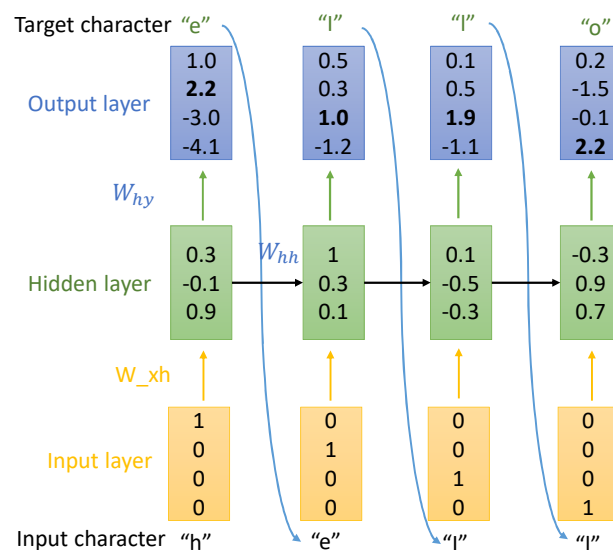 Target character “e” “l” “l” “o”
1.0 0.5 0.1 0.2
2.2 0.3 0.5 -1.5
Output layer
-3.0 1.0 1.9 -0.1
-4.1 -1.2 -1.1 2.2
W_{hy}
W_{hh}
0.3 1 0.1 -0.3
Hidden layer -0.1 0.3 -0.5 0.9
0.9 0.1 -0.3 0.7
W_xh
1 0 0 0
0 1 0 0
Input layer
0 0 1 0
0 0 0 1
Input character “h” “e” “l” “l”